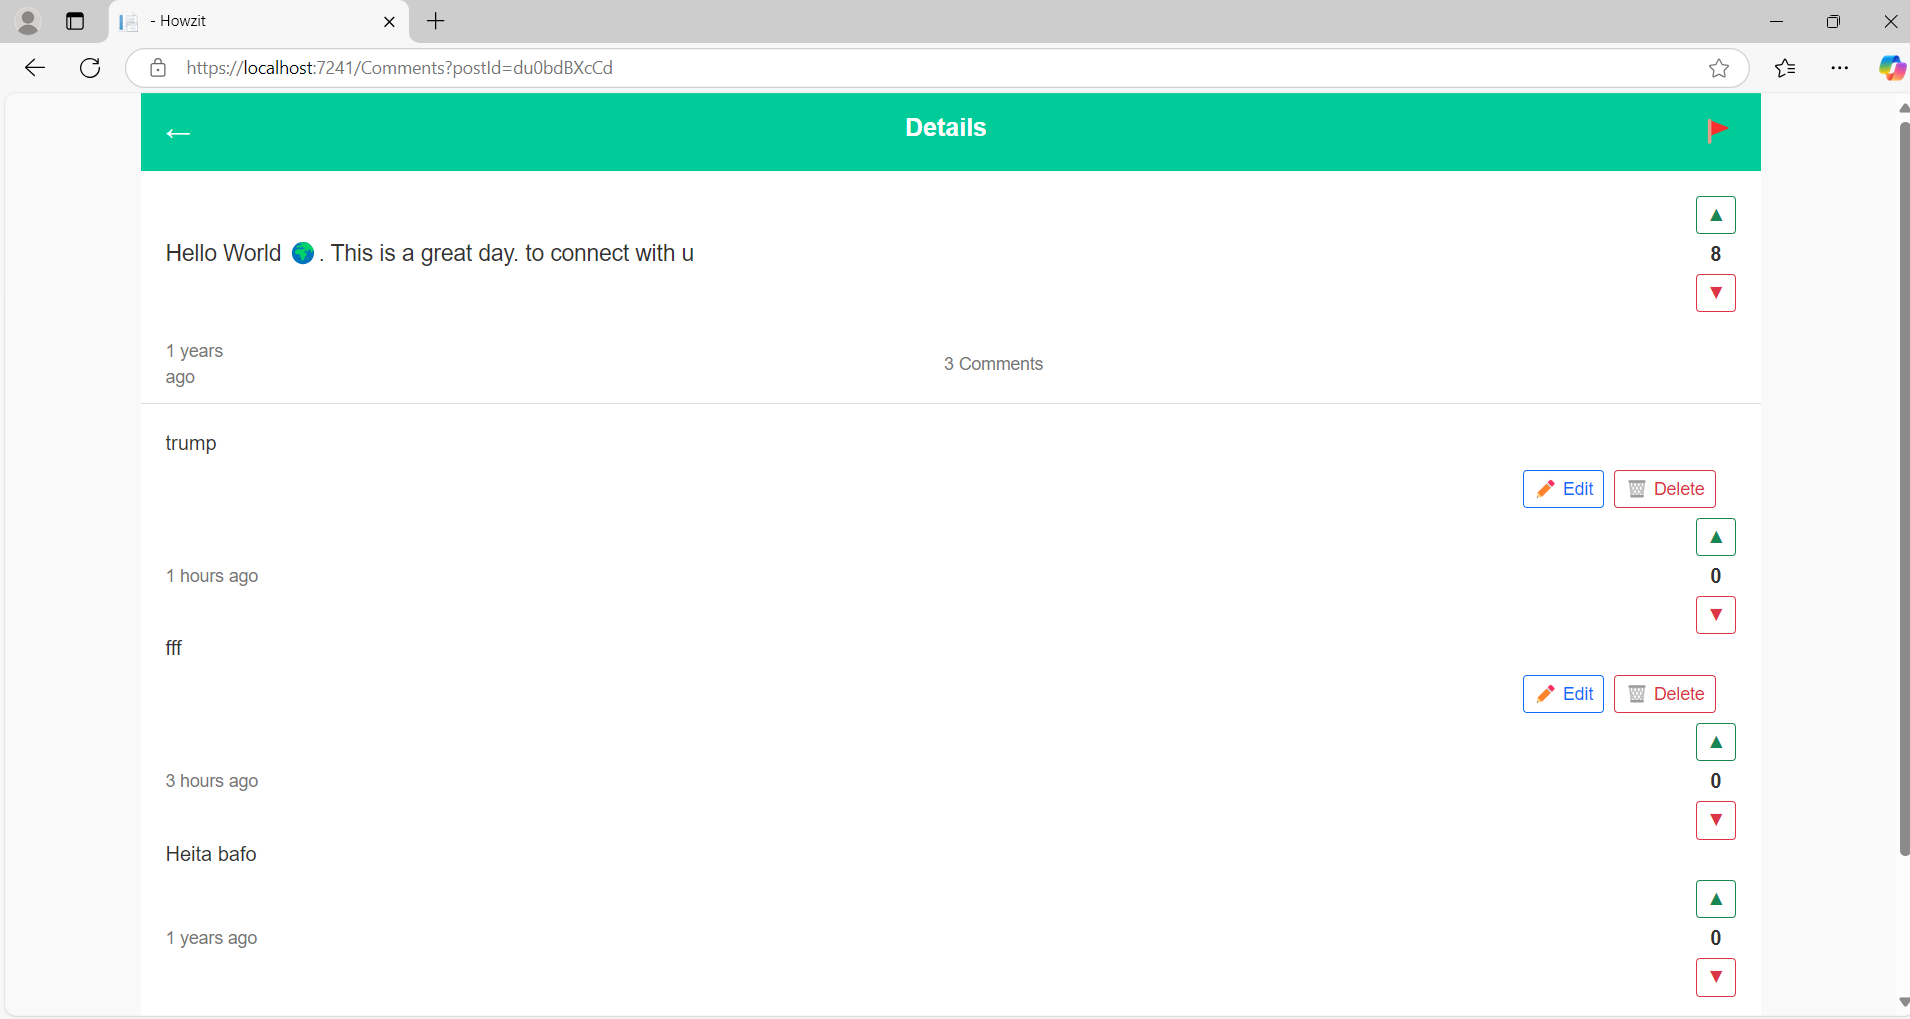 - Howzit
https://localhost:7241/Comments?postId=du0bdBXcCd
← Details
▲
8
Hello World 🌍. This is a great day. to connect with u
▼
1 years
ago
3 Comments
trump
Edit Delete
▲
1 hours ago 0
▼
fff
Edit Delete
▲
3 hours ago 0
▼
Heita bafo
▲
1 years ago 0
▼